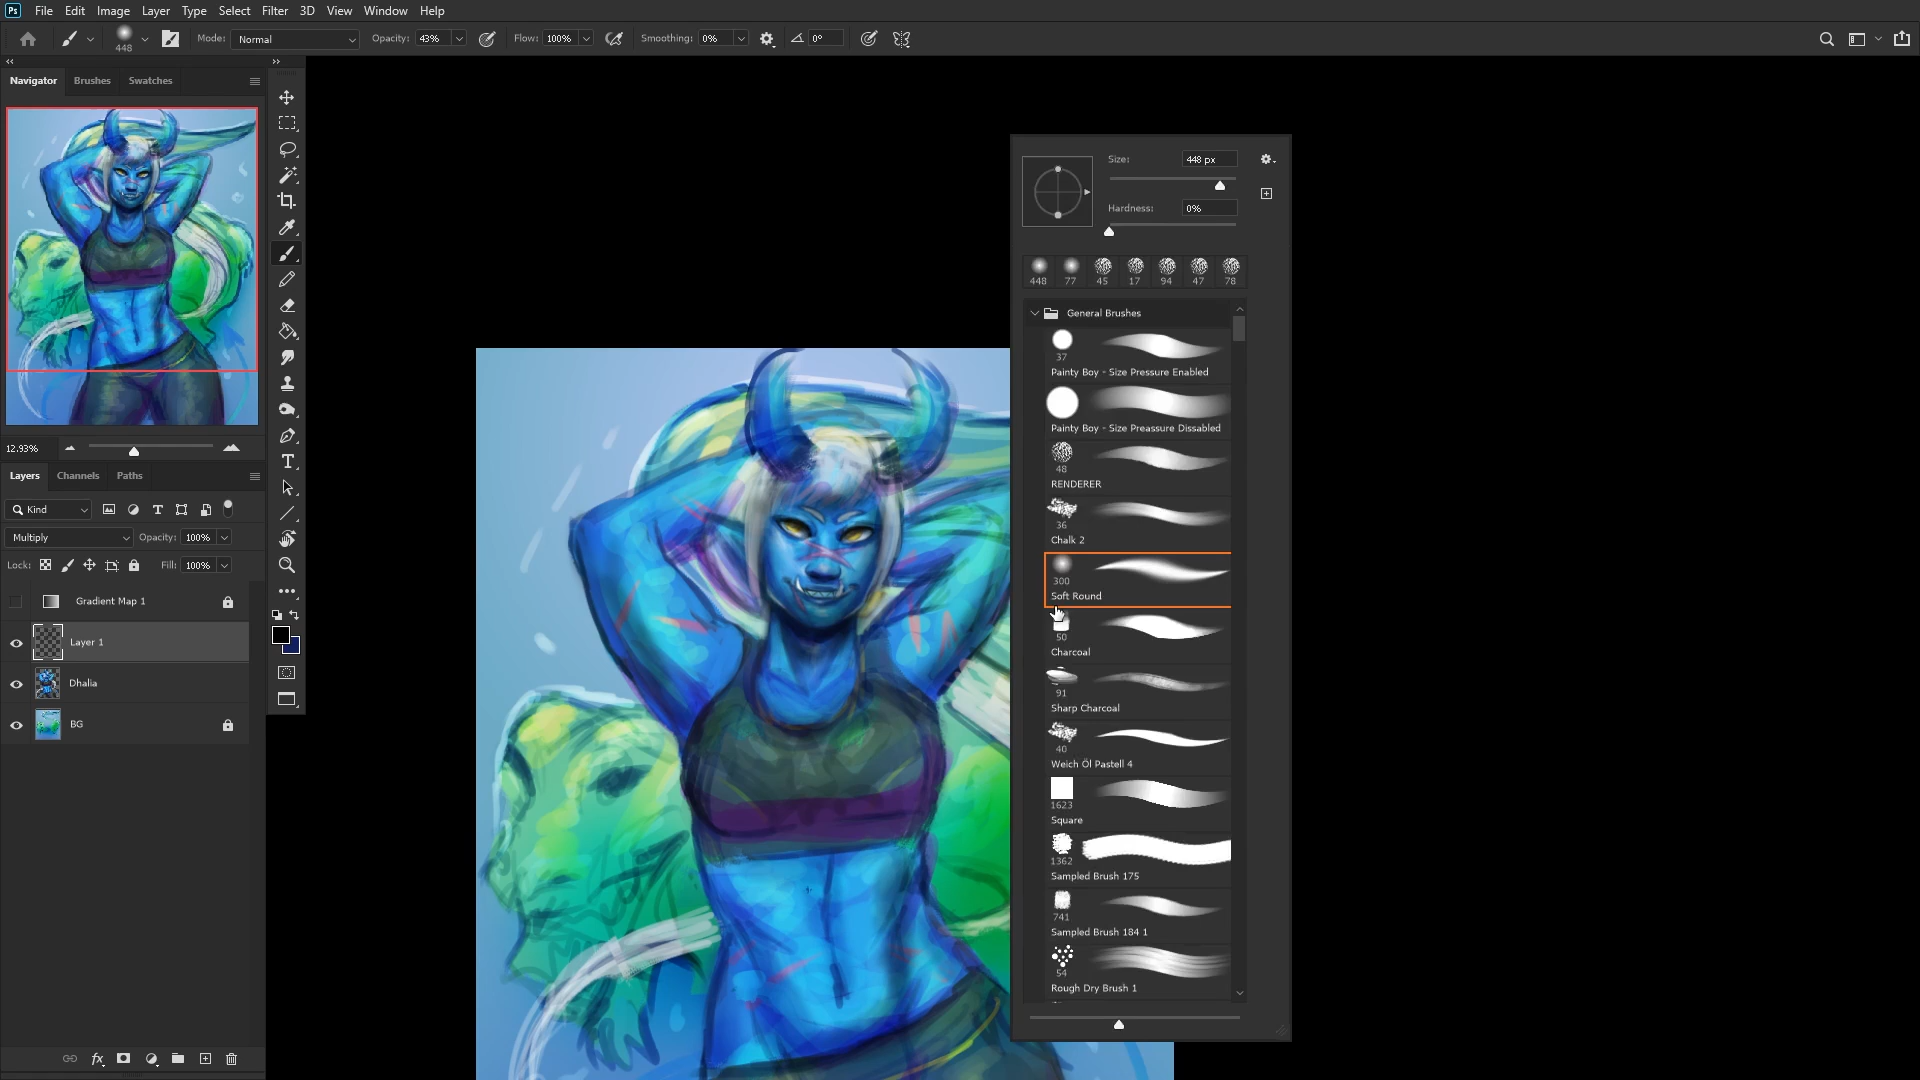 Ps File Edit Image Layer Type Select Filter 3D View Window Help
448 Mode: Normal Opacity: 43% Flow: 100% Smoothing: 0% 0°
Navigator Brushes Swatches
12.93%
Layers Channels Paths
Kind
Multiply Opacity: 100%
Lock: Fill: 100%
Gradient Map 1
Layer 1
Dhalia
BG
Size: 448 px
Hardness: 0%
448 77 45 17 94 47 78
General Brushes
37
Painty Boy - Size Pressure Enabled
Painty Boy - Size Preassure Dissabled
48
RENDERER
36
Chalk 2
300
Soft Round
50
Charcoal
91
Sharp Charcoal
40
Weich Öl Pastell 4
1623
Square
1362
Sampled Brush 175
741
Sampled Brush 184 1
54
Rough Dry Brush 1